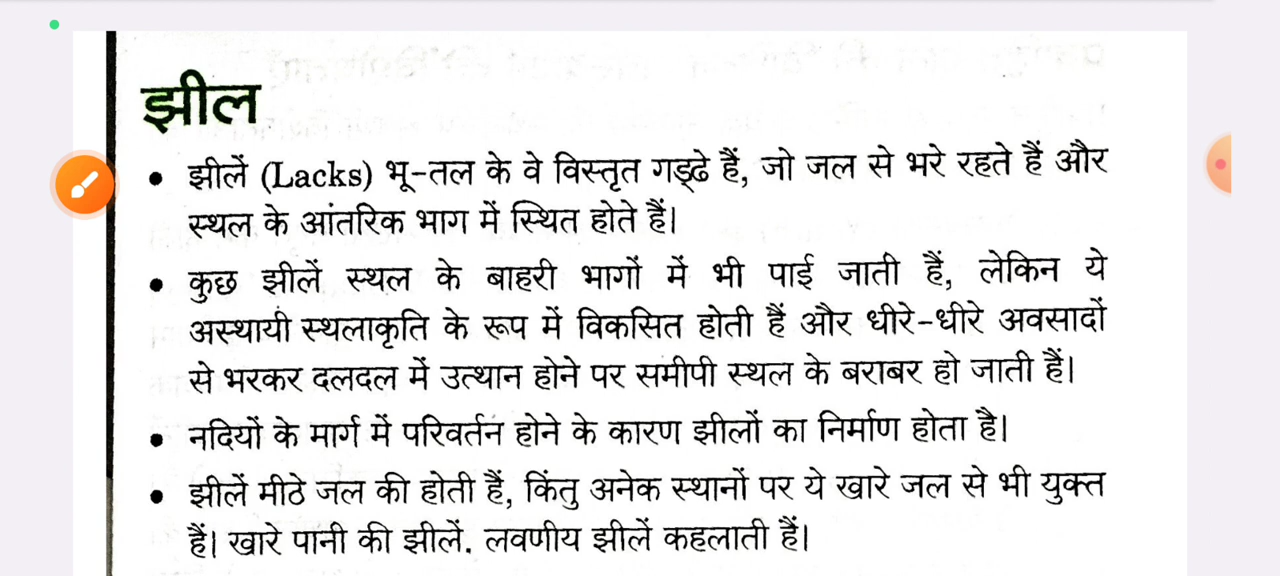 झील
• झीलें (Lacks) भू-तल के वे विस्तृत गड्ढे हैं, जो जल से भरे रहते हैं और
स्थल के आंतरिक भाग में स्थित होते हैं।
• कुछ झीलें स्थल के बाहरी भागों में भी पाई जाती हैं, लेकिन ये
अस्थायी स्थलाकृति के रूप में विकसित होती हैं और धीरे-धीरे अवसादों
से भरकर दलदल में उत्थान होने पर समीपी स्थल के बराबर हो जाती हैं।
• नदियों के मार्ग में परिवर्तन होने के कारण झीलों का निर्माण होता है।
• झीलें मीठे जल की होती हैं, किंतु अनेक स्थानों पर ये खारे जल से भी युक्त
हैं। खारे पानी की झीलें. लवणीय झीलें कहलाती हैं।